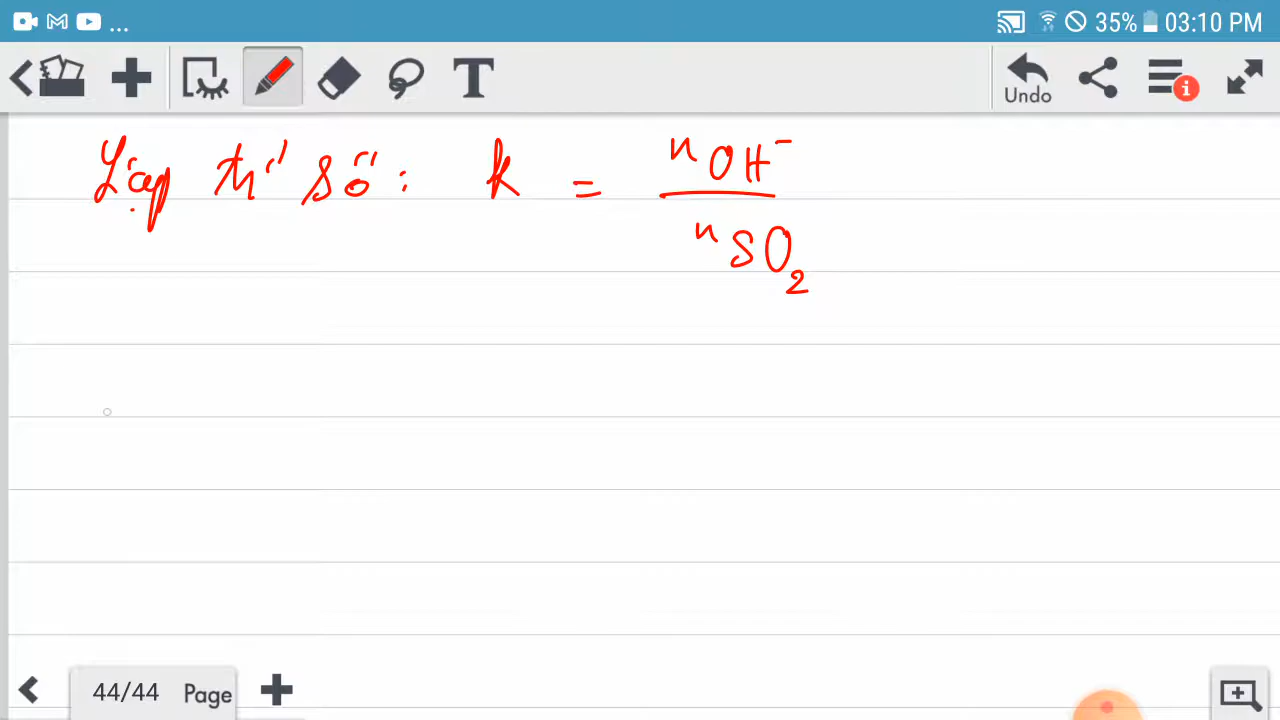 ... 35% 03:10 PM
T Undo
Lập tỉ số : k = nOH⁻ / nSO₂
44/44 Page